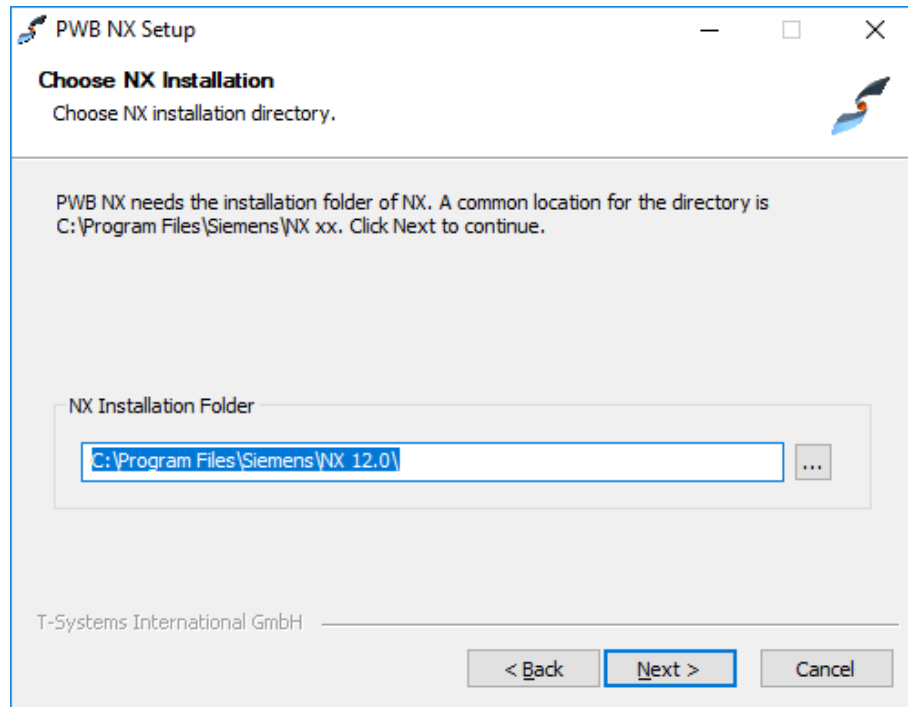 PWB NX Setup
Choose NX Installation
Choose NX installation directory.
PWB NX needs the installation folder of NX. A common location for the directory is
C:\Program Files\Siemens\NX xx. Click Next to continue.
NX Installation Folder
C:\Program Files\Siemens\NX 12.0\
...
T-Systems International GmbH
< Back
Next >
Cancel